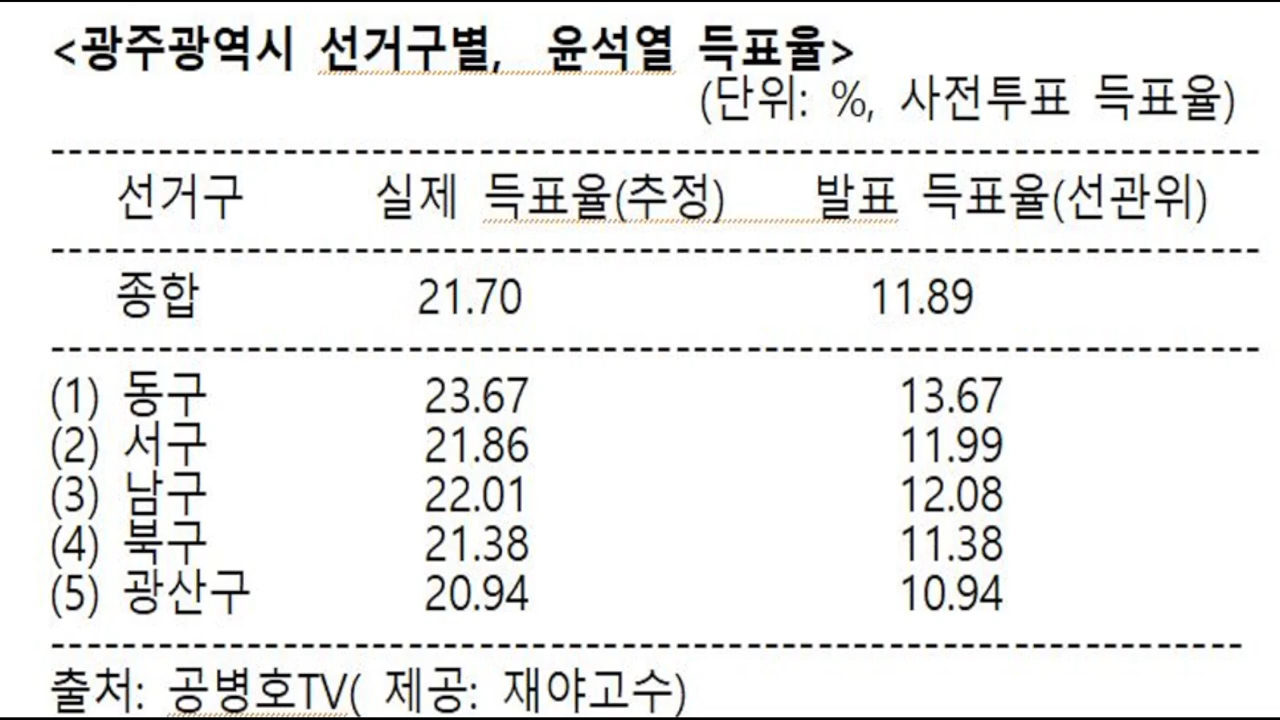 <광주광역시 선거구별, 윤석열 득표율>
(단위: %, 사전투표 득표율)
선거구 실제 득표율(추정) 발표 득표율(선관위)
종합 21.70 11.89
(1) 동구 23.67 13.67
(2) 서구 21.86 11.99
(3) 남구 22.01 12.08
(4) 북구 21.38 11.38
(5) 광산구 20.94 10.94
출처: 공병호TV( 제공: 재야고수)